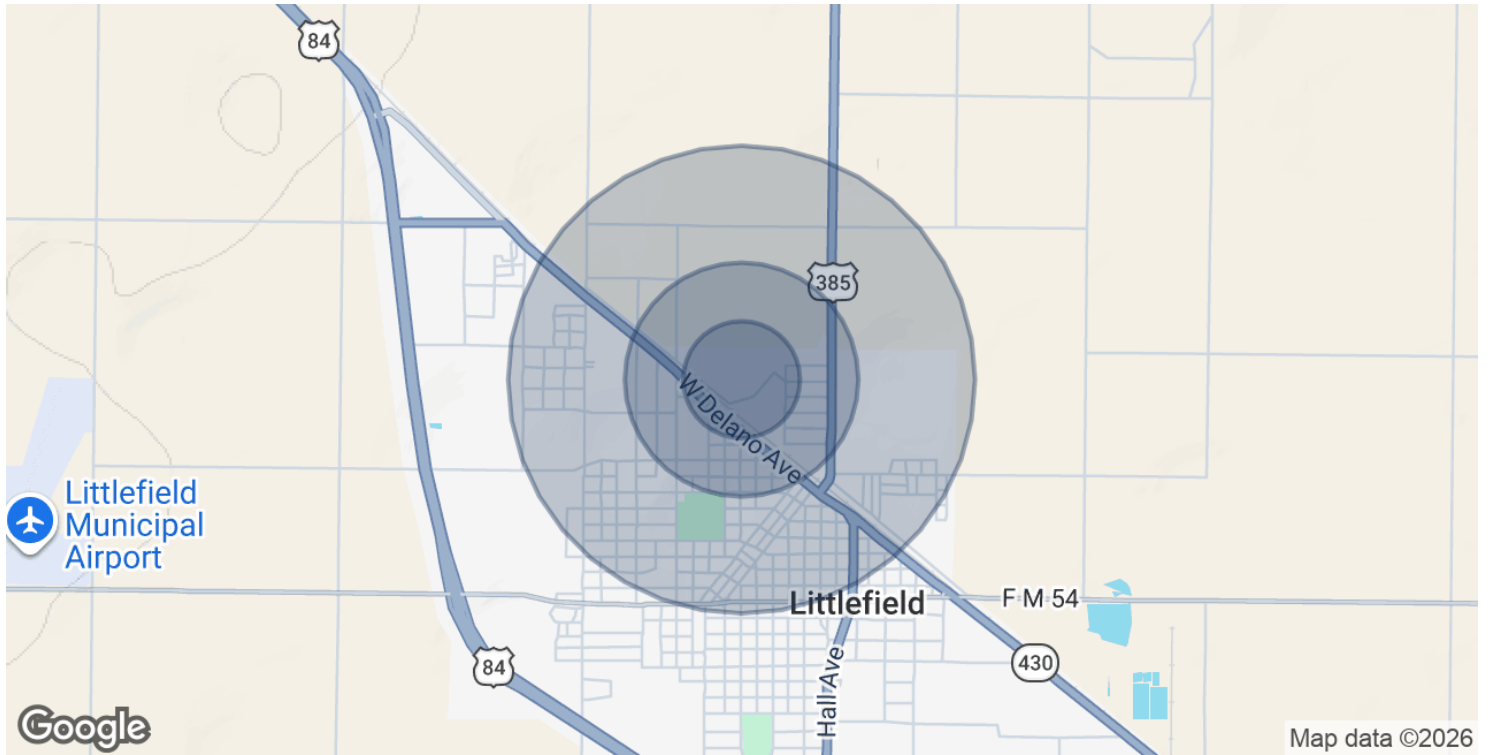 84
385
W Delano Ave
Littlefield
Municipal
Airport
Littlefield
F M 54
84
430
Hall Ave
Google
Map data ©2026